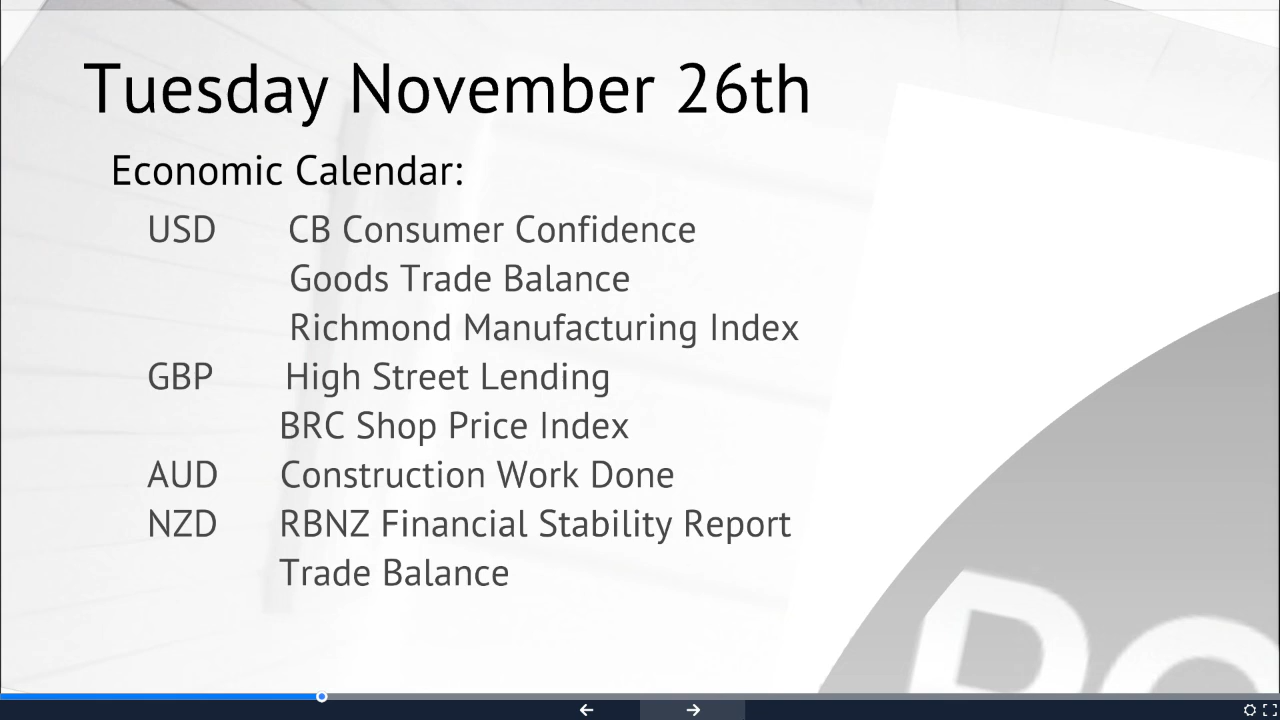 Tuesday November 26th
Economic Calendar:
USD CB Consumer Confidence
Goods Trade Balance
Richmond Manufacturing Index
GBP High Street Lending
BRC Shop Price Index
AUD Construction Work Done
NZD RBNZ Financial Stability Report
Trade Balance